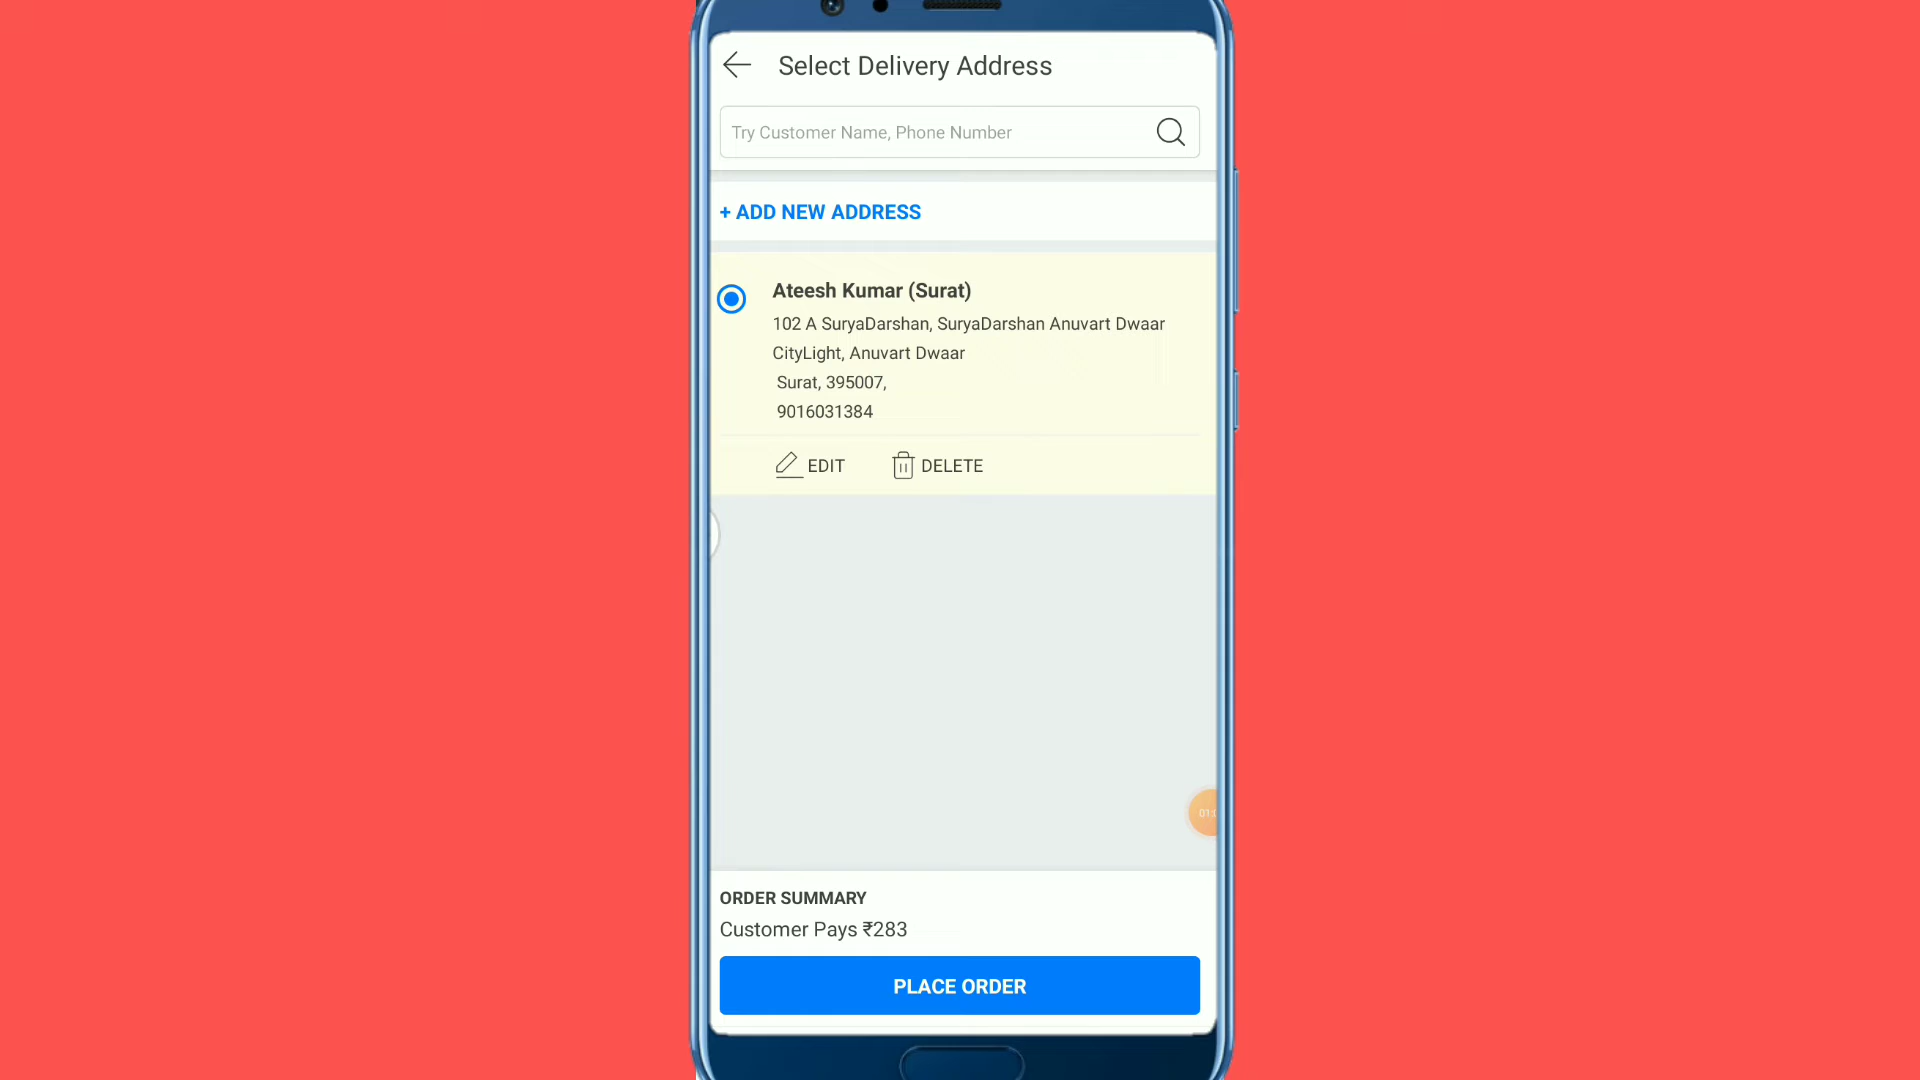 Select Delivery Address
Try Customer Name, Phone Number
+ ADD NEW ADDRESS
Ateesh Kumar (Surat)
102 A SuryaDarshan, SuryaDarshan Anuvart Dwaar
CityLight, Anuvart Dwaar
Surat, 395007,
9016031384
EDIT
DELETE
ORDER SUMMARY
Customer Pays ₹283
PLACE ORDER